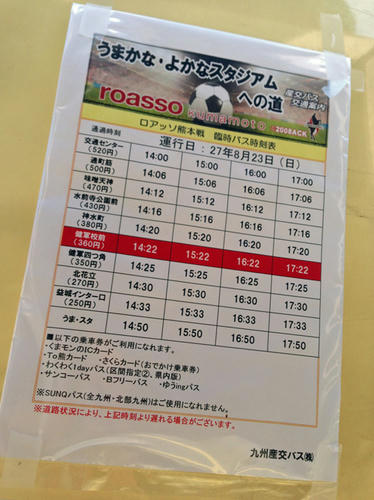 うまかな・よかなスタジアム
への道
産交バス
交通案内
roasso
kumamoto
2008ACK
ロアッソ熊本戦 臨時バス時刻表
通過時刻 運行日：27年8月23日（日）
交通センター
（520円） 14:00 15:00 16:00 17:00
通町筋
（500円） 14:06 15:06 16:06 17:06
味噌天神
（470円） 14:12 15:12 16:12 17:12
水前寺公園前
（430円） 14:16 15:16 16:16 17:16
神水町
（380円） 14:20 15:20 16:20 17:20
健軍校前
（360円） 14:22 15:22 16:22 17:22
健軍四つ角
（350円） 14:25 15:25 16:25 17:25
北花立
（270円） 14:30 15:30 16:30 17:30
益城インター口
（250円） 14:33 15:33 16:33 17:33
うま・スタ 14:50 15:50 16:50 17:50
■以下の乗車券がご利用になれます。
・くまモンのICカード
・To熊カード ・さくらカード（おでかけ乗車券）
・わくわく1dayパス（区間指定②、県内版）
・サンコーパス ・Bフリーパス ・ゆうingパス
※SUNQパス（全九州・北部九州）はご使用になれません。
※道路状況により、上記時刻より遅れる場合がございます。
九州産交バス㈱